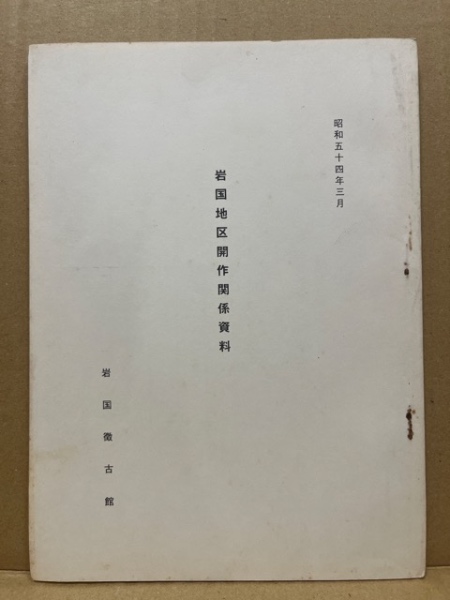 昭和五十四年三月
岩国地区開作関係資料
岩国徴古館